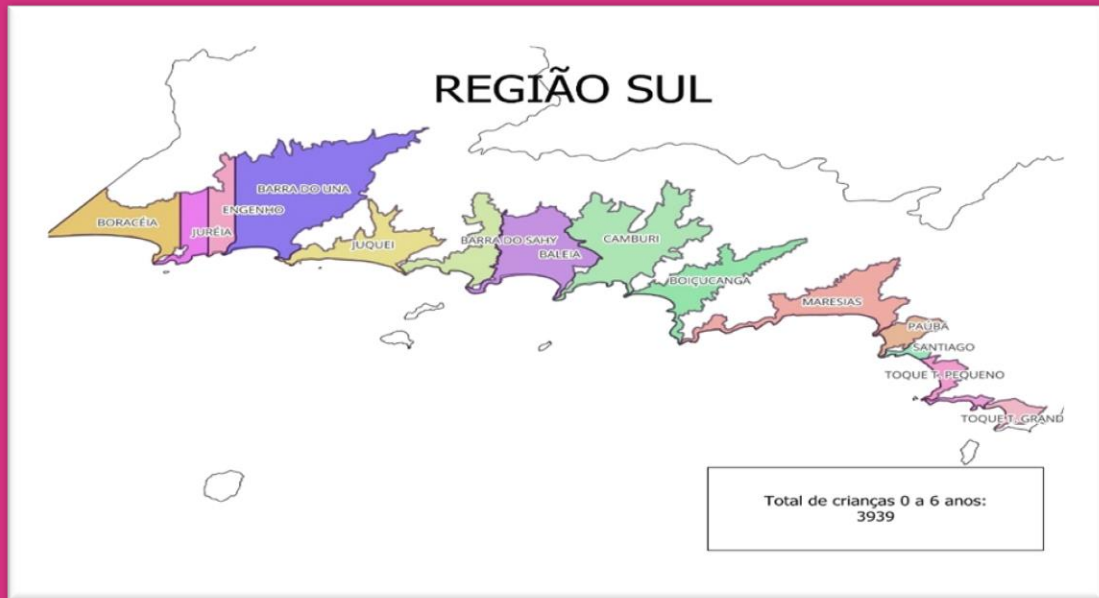 REGIÃO SUL
BARRA DO UNA
BORACÉIA
ENGENHO
JURÉIA
JUQUEI
BARRA DO SAHY
BALEIA
CAMBURI
BOIÇUCANGA
MARESIAS
PAUBA
SANTIAGO
TOQUE T. PEQUENO
TOQUE T. GRAND
Total de crianças 0 a 6 anos:
3939